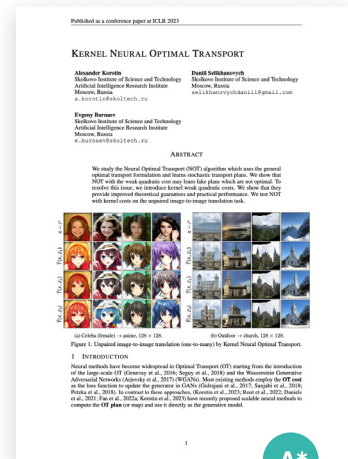 Published as a conference paper at ICLR 2023
KERNEL NEURAL OPTIMAL TRANSPORT
Alexander Korotin
Skolkovo Institute of Science and Technology
Artificial Intelligence Research Institute
Moscow, Russia
a.korotin@skoltech.ru
Daniil Selikhanovych
Skolkovo Institute of Science and Technology
Moscow, Russia
selikhanovychdaniil@gmail.com
Evgeny Burnaev
Skolkovo Institute of Science and Technology
Artificial Intelligence Research Institute
Moscow, Russia
e.burnaev@skoltech.ru
ABSTRACT
We study the Neural Optimal Transport (NOT) algorithm which uses the general
optimal transport formulation and learns stochastic transport plans. We show that
NOT with the weak quadratic cost may learn fake plans which are not optimal. To
resolve this issue, we introduce kernel weak quadratic costs. We show that they
provide improved theoretical guarantees and practical performance. We test NOT
with kernel costs on the unpaired image-to-image translation task.
(a) Celeba (female) → anime, 128 × 128.
(b) Outdoor → church, 128 × 128.
Figure 1: Unpaired image-to-image translation (one-to-many) by Kernel Neural Optimal Transport.
1 INTRODUCTION
Neural methods have become widespread in Optimal Transport (OT) starting from the introduction
of the large-scale OT (Genevay et al., 2016; Seguy et al., 2018) and the Wasserstein Generative
Adversarial Networks (Arjovsky et al., 2017) (WGANs). Most existing methods employ the OT cost
as the loss function to update the generator in GANs (Gulrajani et al., 2017; Sanjabi et al., 2018;
Petzka et al., 2018). In contrast to these approaches, (Korotin et al., 2023; Rout et al., 2022; Daniels
et al., 2021; Fan et al., 2022a; Korotin et al., 2023) have recently proposed scalable neural methods to
compute the OT plan (or map) and use it directly as the generative model.
1
A*